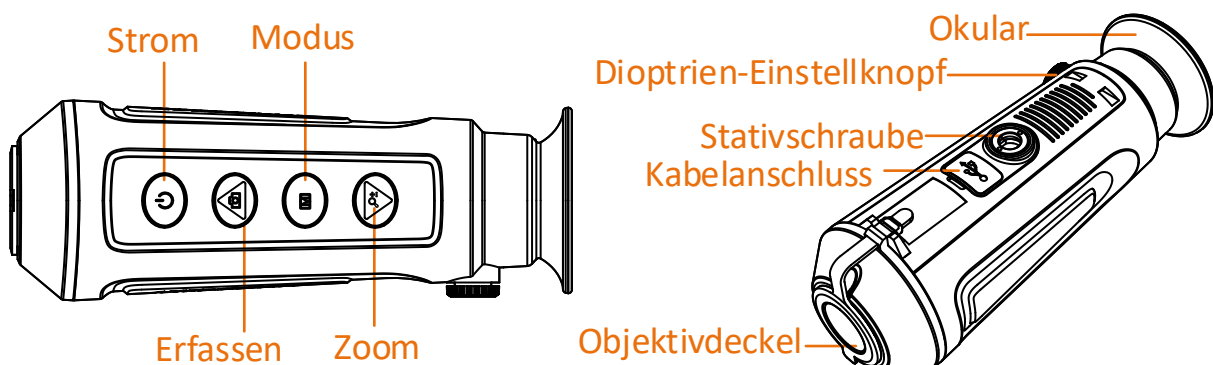 Strom
Modus
Erfassen
Zoom
Okular
Dioptrien-Einstellknopf
Stativschraube
Kabelanschluss
Objektivdeckel
M